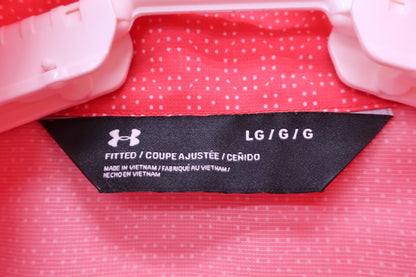 LG / G / G
FITTED / COUPE AJUSTÉE / CEÑIDO
MADE IN VIETNAM / FABRIQUÉ AU VIETNAM /
HECHO EN VIETNAM